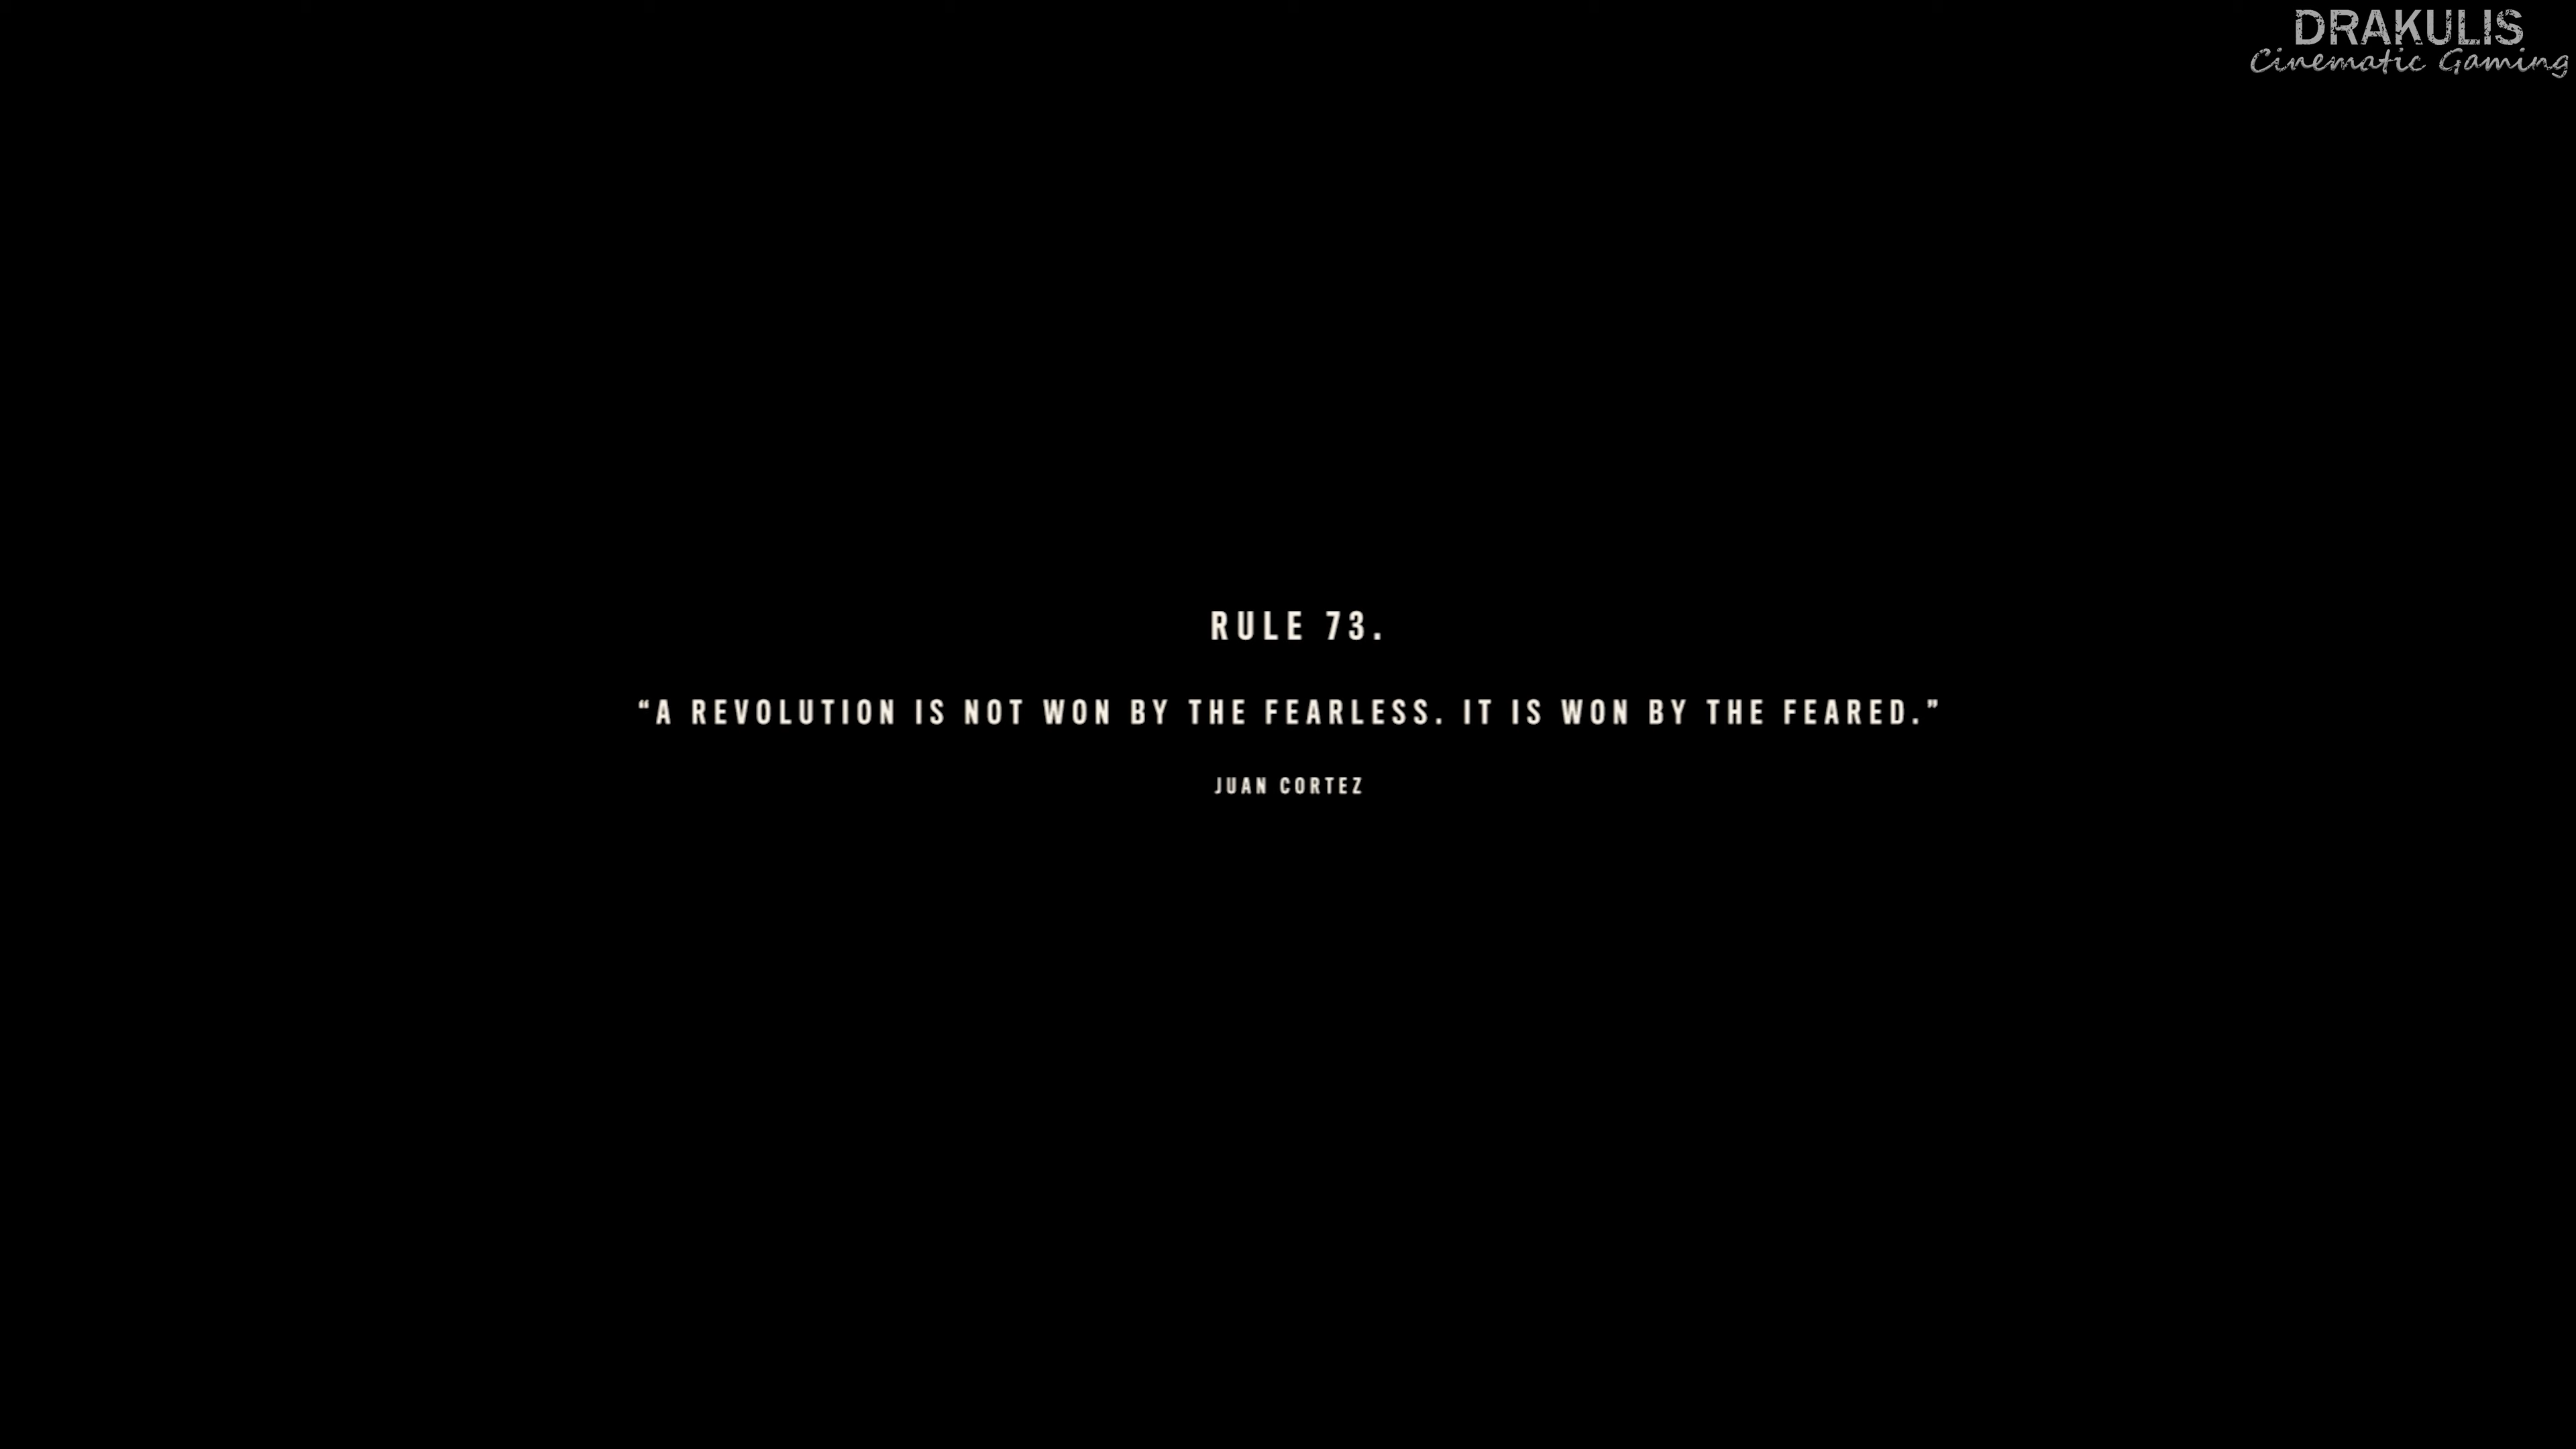 DRAKULIS
Cinematic Gaming
RULE 73.
“A REVOLUTION IS NOT WON BY THE FEARLESS. IT IS WON BY THE FEARED.”
JUAN CORTEZ